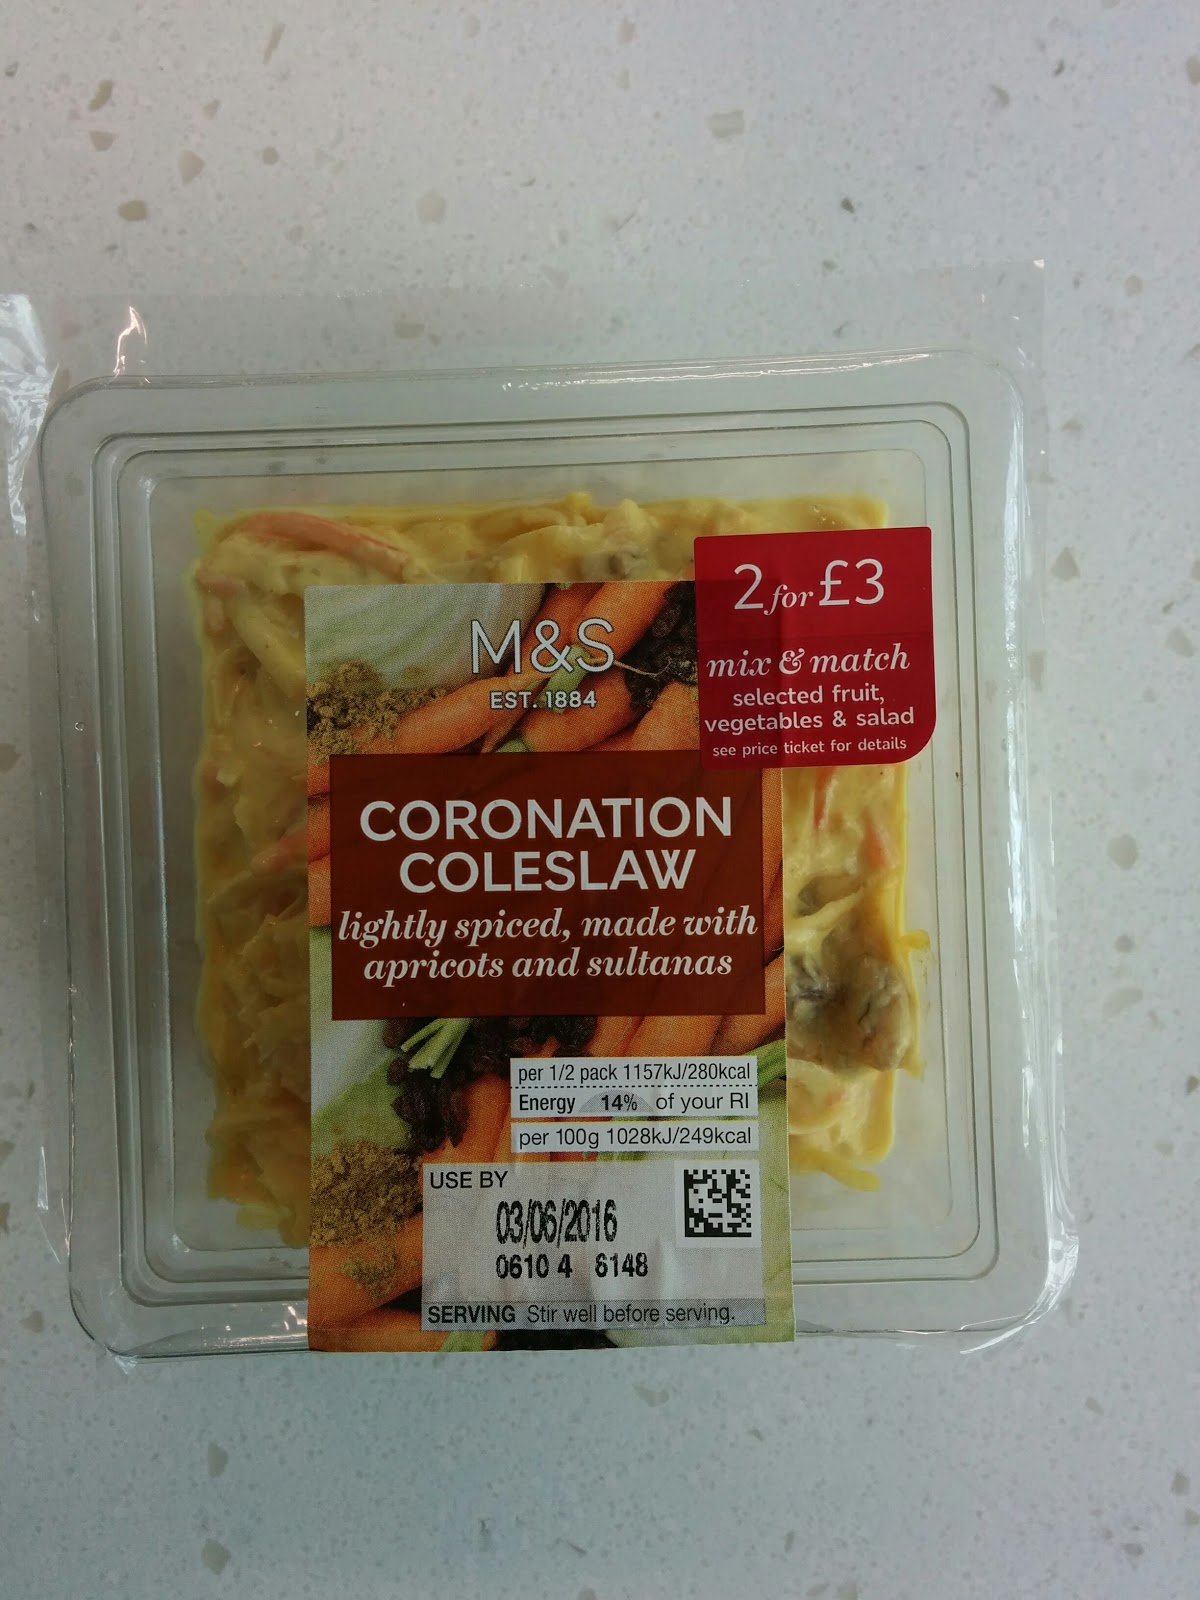 2 for £3
mix & match
selected fruit,
vegetables & salad
see price ticket for details
M&S
EST. 1884
CORONATION
COLESLAW
lightly spiced, made with
apricots and sultanas
per 1/2 pack 1157kJ/280kcal
Energy 14% of your RI
per 100g 1028kJ/249kcal
USE BY
03/06/2016
0610 4 6148
SERVING Stir well before serving.